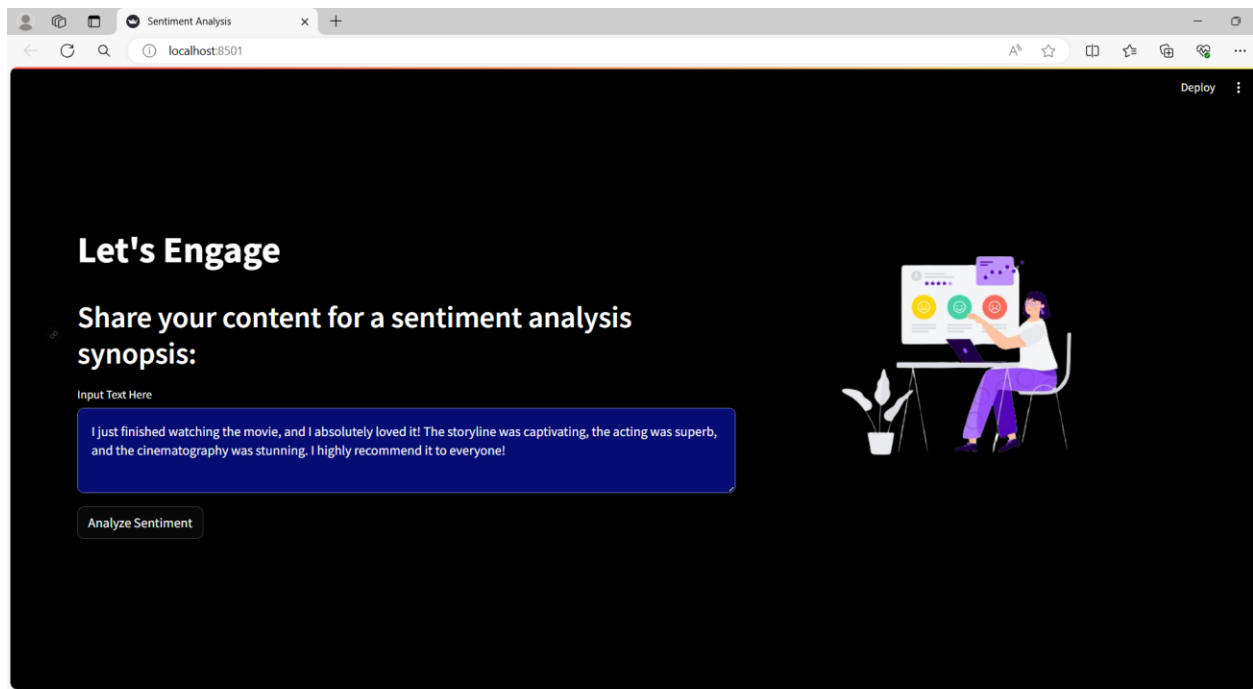 Sentiment Analysis
localhost:8501
Deploy
Let's Engage
Share your content for a sentiment analysis
synopsis:
Input Text Here
I just finished watching the movie, and I absolutely loved it! The storyline was captivating, the acting was superb,
and the cinematography was stunning. I highly recommend it to everyone!
Analyze Sentiment